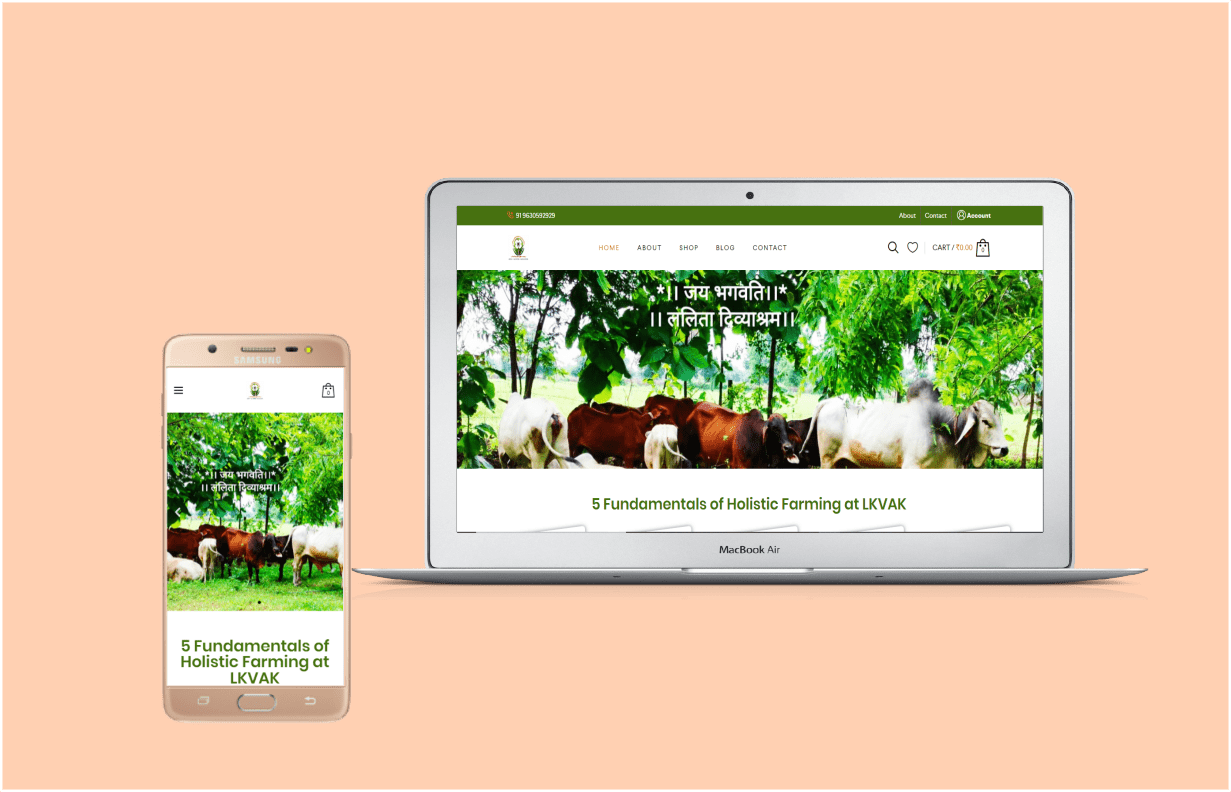 91 9630592929
About
Contact
Account
HOME
ABOUT
SHOP
BLOG
CONTACT
CART / ₹0.00
0
*।। जय भगवति।।*
।। ललिता दिव्याश्रम।।
5 Fundamentals of Holistic Farming at LKVAK
MacBook Air
SAMSUNG
0
*।। जय भगवति।।*
।। ललिता दिव्याश्रम।।
5 Fundamentals of
Holistic Farming at
LKVAK